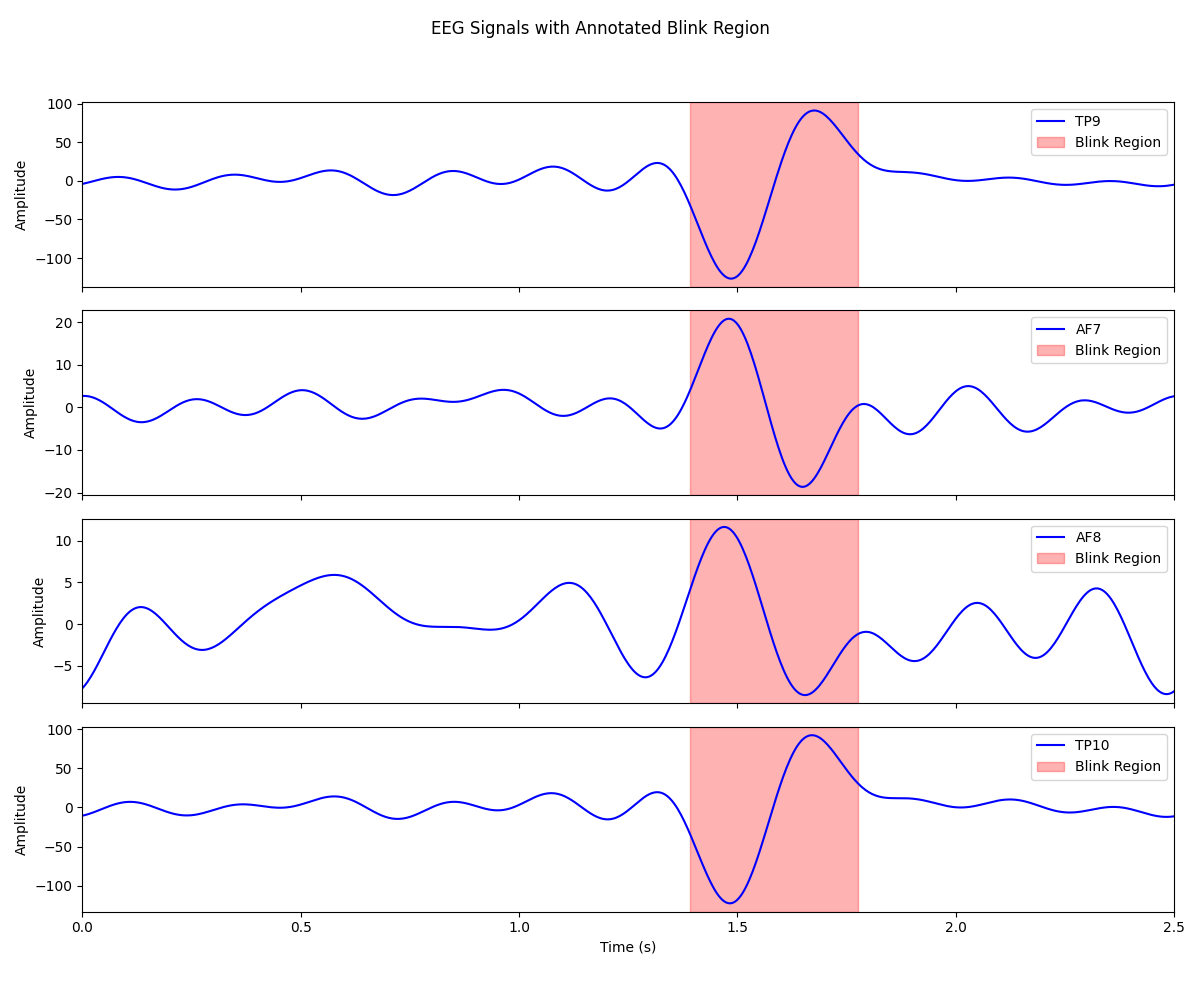 EEG Signals with Annotated Blink Region
100
50
0
−50
−100
Amplitude
TP9
Blink Region
20
10
0
−10
−20
Amplitude
AF7
Blink Region
10
5
0
−5
Amplitude
AF8
Blink Region
100
50
0
−50
−100
Amplitude
TP10
Blink Region
0.0 0.5 1.0 1.5 2.0 2.5
Time (s)